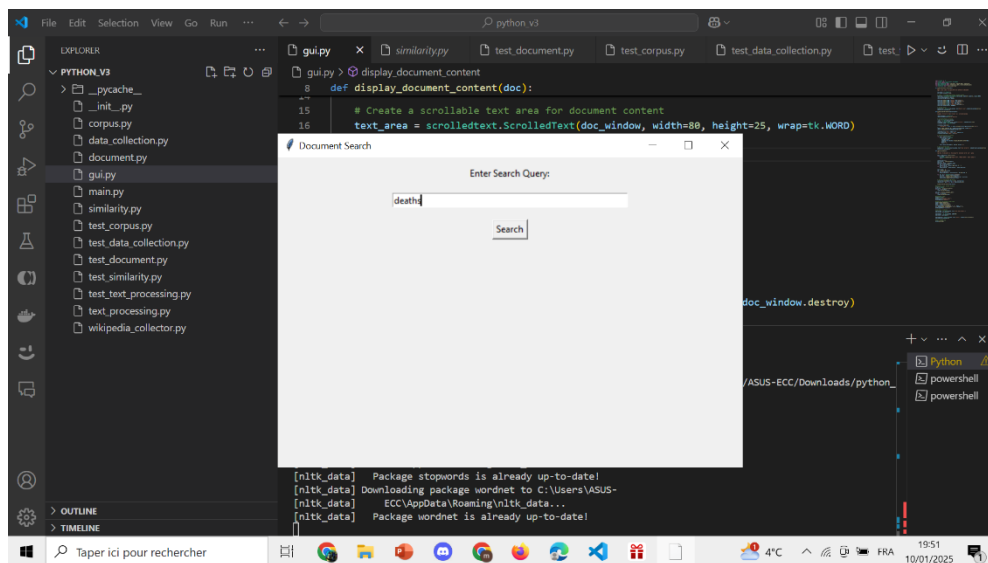 File Edit Selection View Go Run ··· python_v3
EXPLORER ···
gui.py similarity.py test_document.py test_corpus.py test_data_collection.py test_
PYTHON_V3
gui.py > display_document_content
__pycache__
8 def display_document_content(doc):
__init__.py
corpus.py
15 # Create a scrollable text area for document content
16 text_area = scrolledtext.ScrolledText(doc_window, width=80, height=25, wrap=tk.WORD)
data_collection.py
document.py
gui.py
main.py
similarity.py
test_corpus.py
test_data_collection.py
test_document.py
test_similarity.py
test_text_processing.py
text_processing.py
wikipedia_collector.py
Document Search
Enter Search Query:
deaths
Search
doc_window.destroy)
/ASUS-ECC/Downloads/python_
Python
powershell
powershell
[nltk_data] Package stopwords is already up-to-date!
[nltk_data] Downloading package wordnet to C:\Users\ASUS-
[nltk_data] ECC\AppData\Roaming\nltk_data...
[nltk_data] Package wordnet is already up-to-date!
OUTLINE
TIMELINE
Taper ici pour rechercher
4°C FRA 19:51
10/01/2025